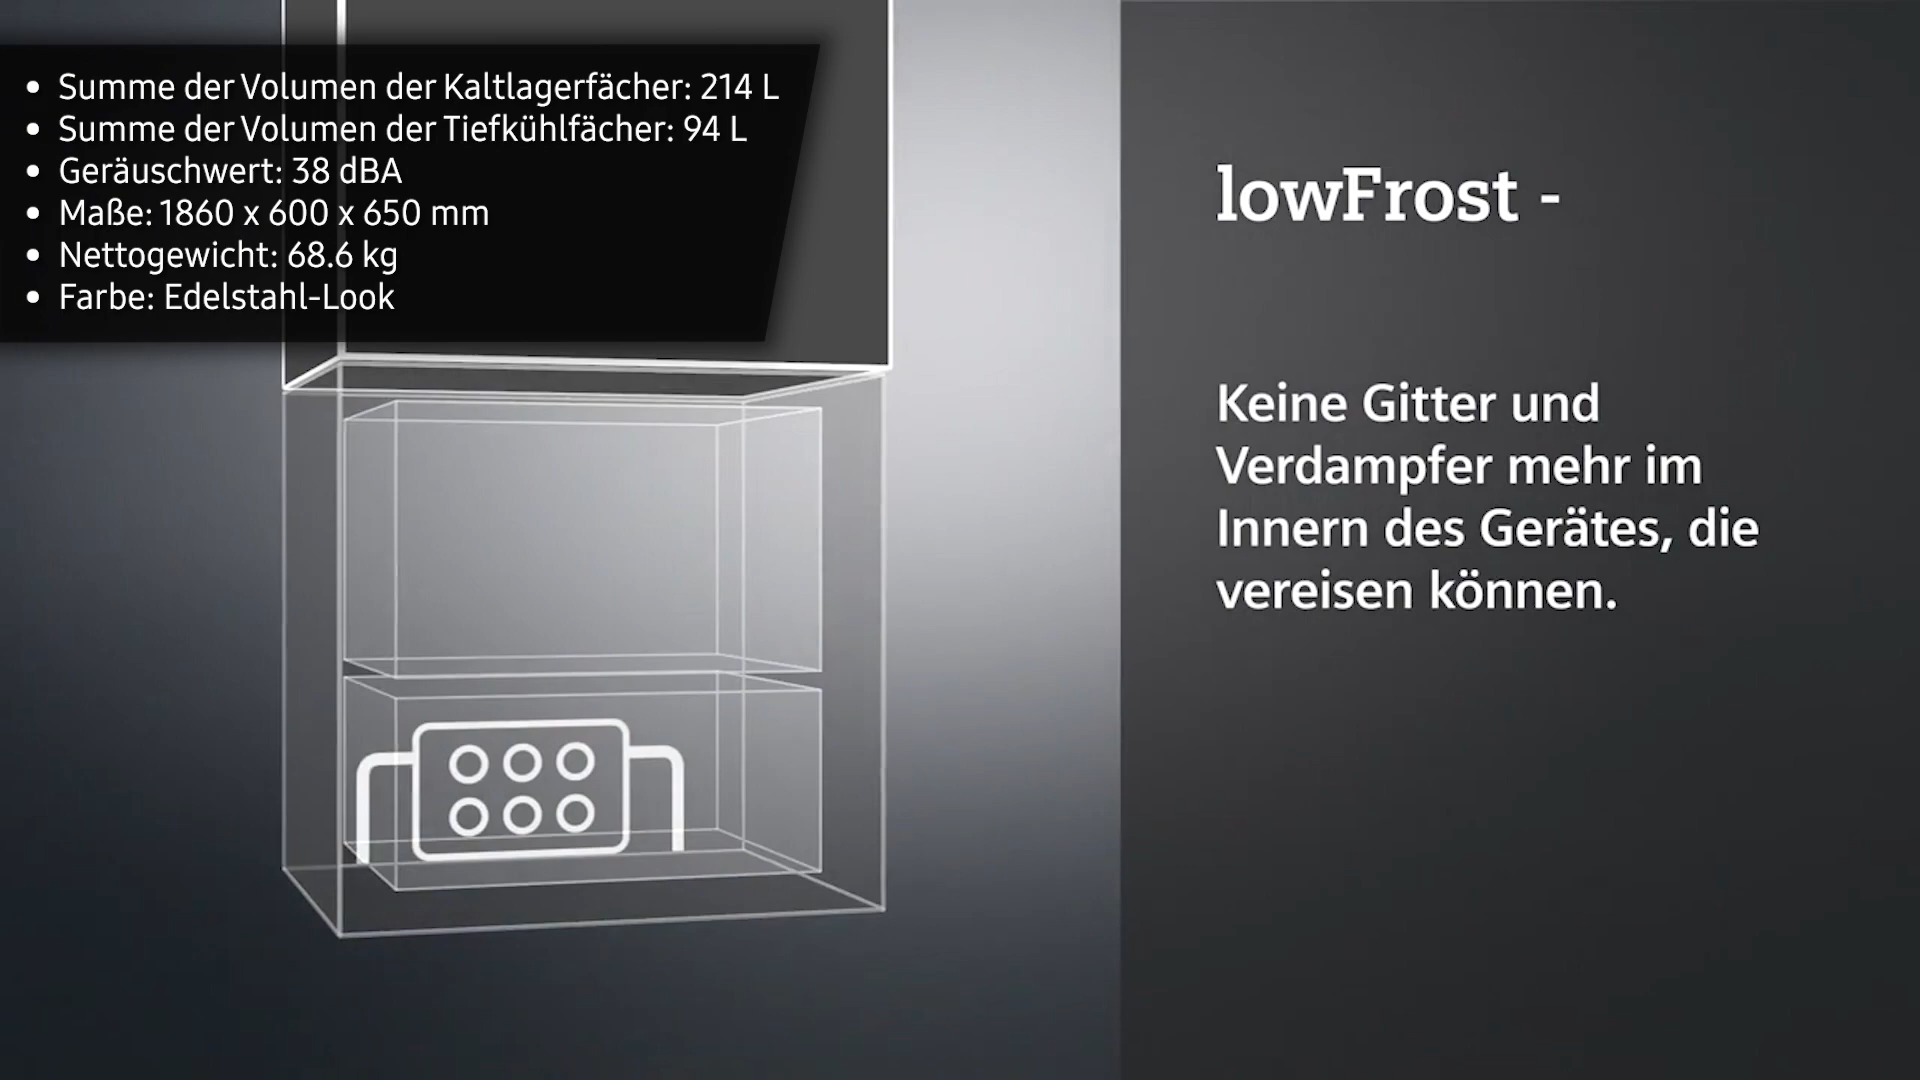 • Summe der Volumen der Kaltlagerfächer: 214 L
• Summe der Volumen der Tiefkühlfächer: 94 L
• Geräuschwert: 38 dBA
• Maße: 1860 x 600 x 650 mm
• Nettogewicht: 68.6 kg
• Farbe: Edelstahl-Look
lowFrost -
Keine Gitter und
Verdampfer mehr im
Innern des Gerätes, die
vereisen können.